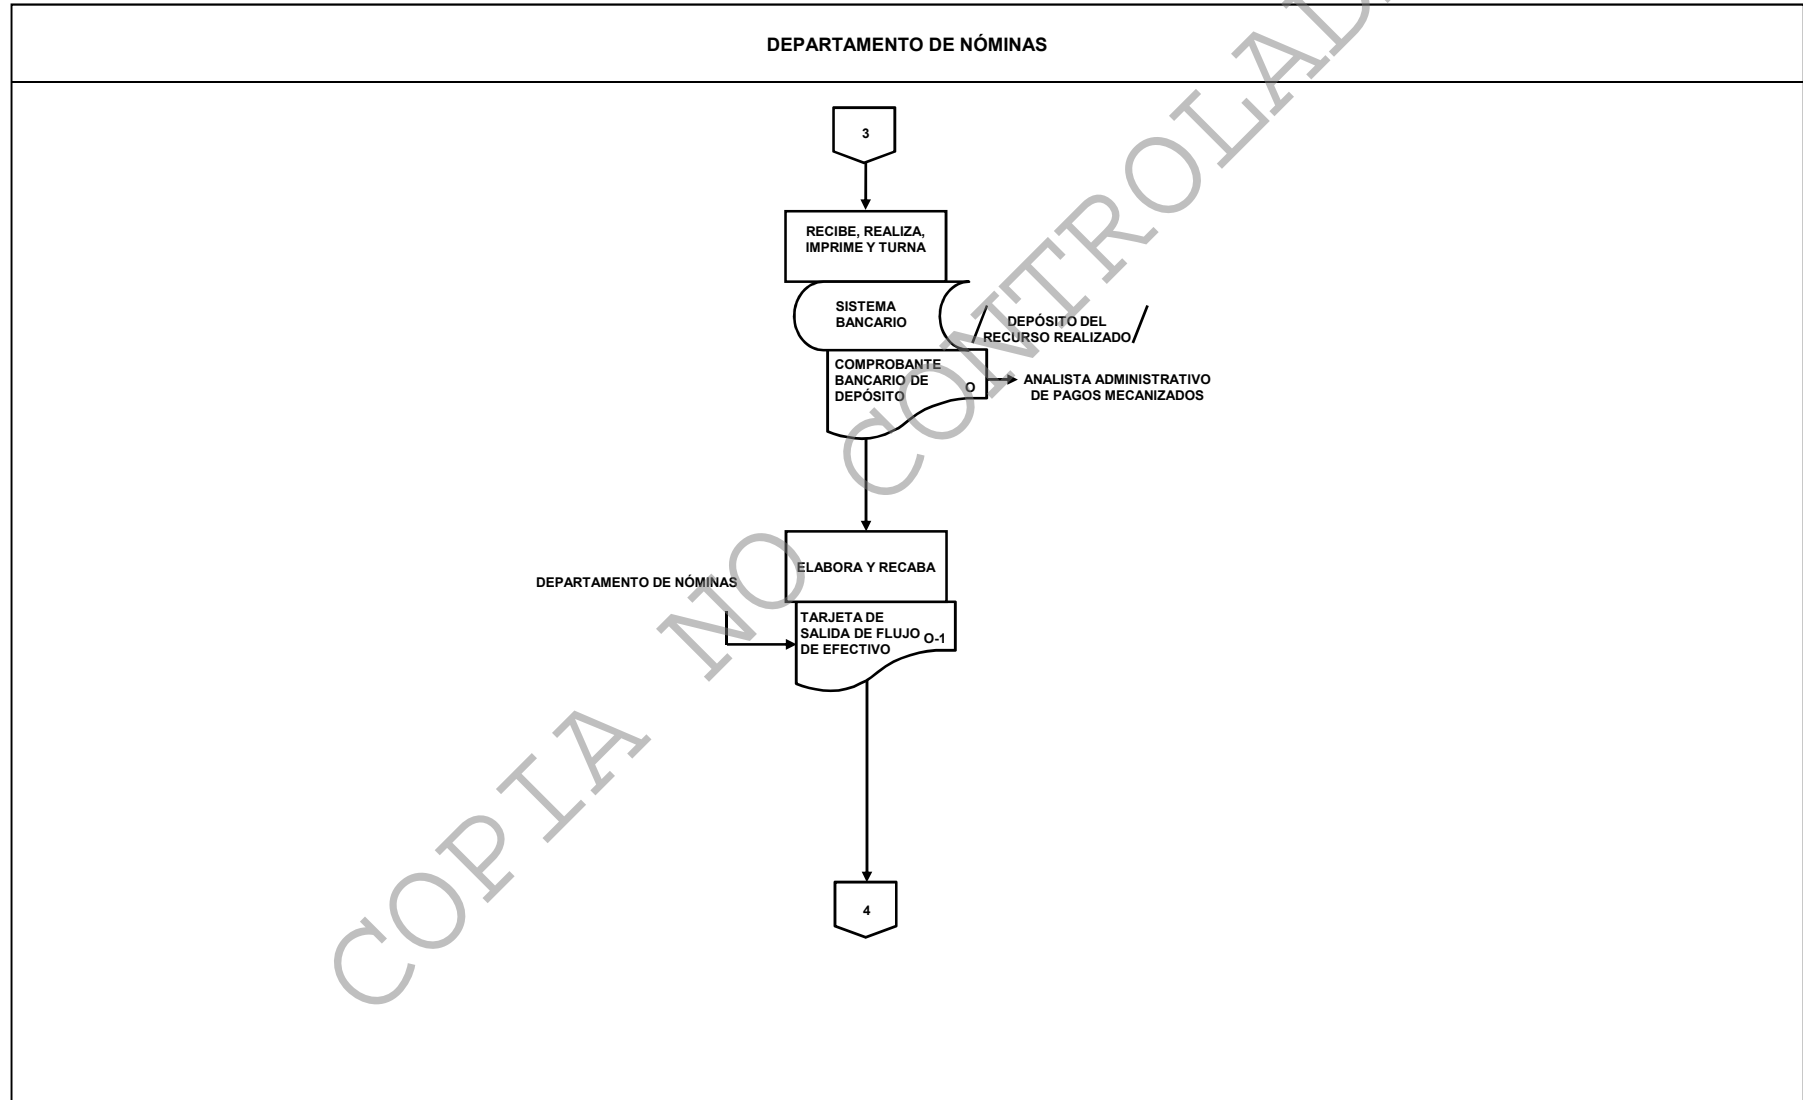 DEPARTAMENTO DE NÓMINAS
3
RECIBE, REALIZA,
IMPRIME Y TURNA
SISTEMA
BANCARIO
DEPÓSITO DEL
RECURSO REALIZADO
COMPROBANTE
BANCARIO DE
DEPÓSITO
O
ANALISTA ADMINISTRATIVO
DE PAGOS MECANIZADOS
ELABORA Y RECABA
DEPARTAMENTO DE NÓMINAS
TARJETA DE
SALIDA DE FLUJO
DE EFECTIVO
O-1
4
COPIA NO CONTROLAD